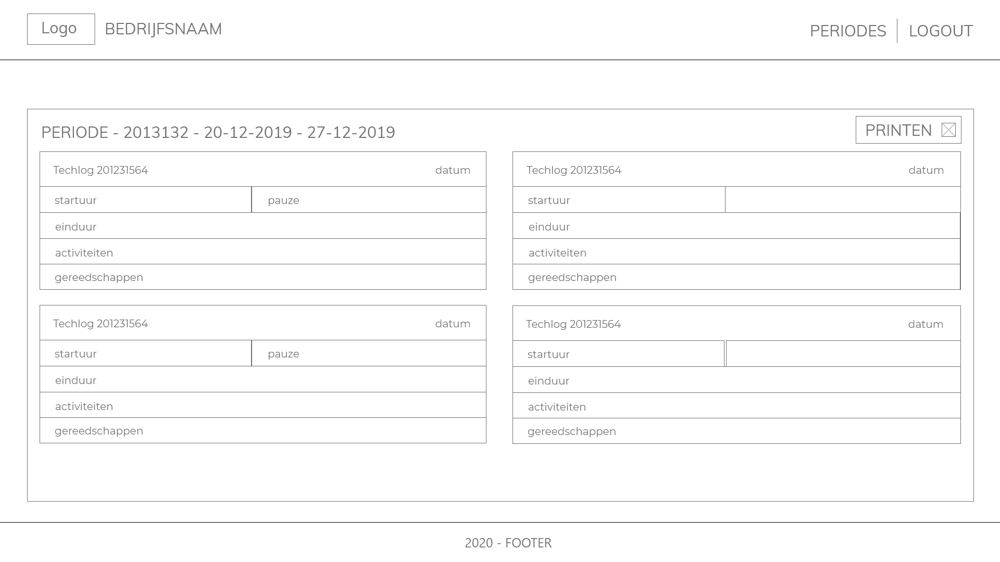 Logo BEDRIJFSNAAM
PERIODES LOGOUT
PERIODE - 2013132 - 20-12-2019 - 27-12-2019
PRINTEN
Techlog 201231564 datum
startuur pauze
einduur
activiteiten
gereedschappen
Techlog 201231564 datum
startuur
einduur
activiteiten
gereedschappen
Techlog 201231564 datum
startuur pauze
einduur
activiteiten
gereedschappen
Techlog 201231564 datum
startuur
einduur
activiteiten
gereedschappen
2020 - FOOTER